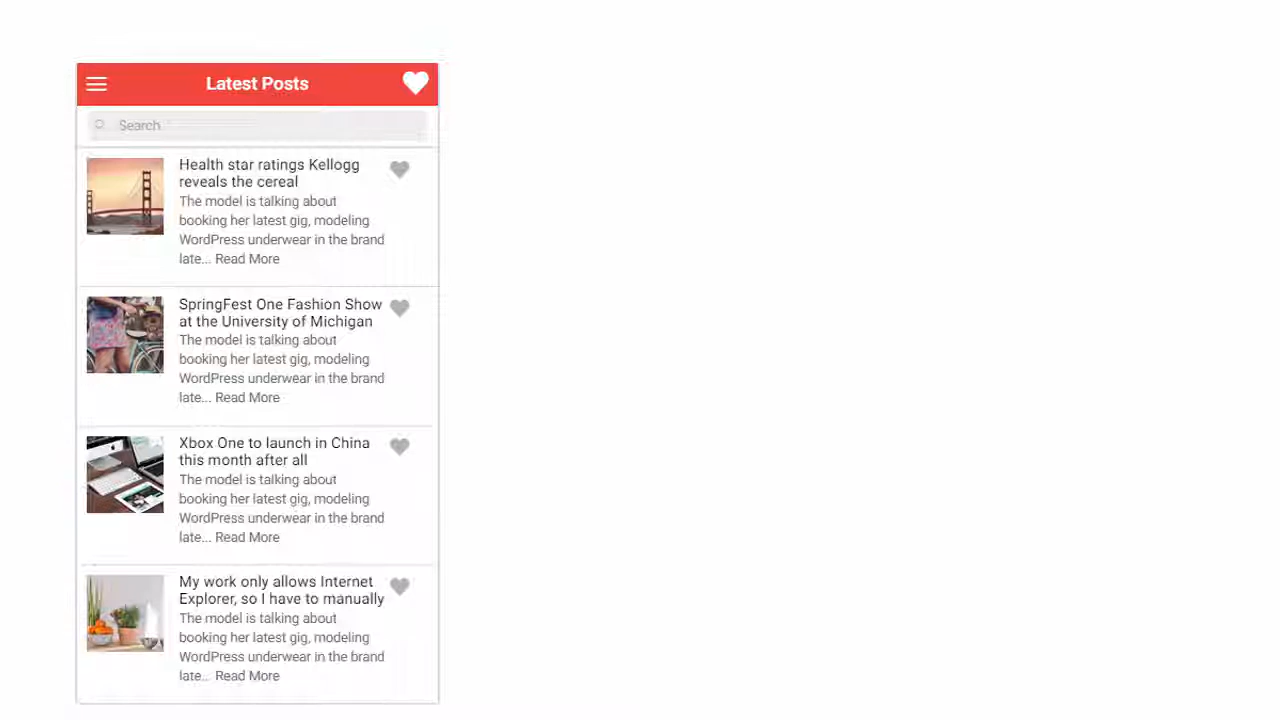 Latest Posts
Search
Health star ratings Kellogg
reveals the cereal
The model is talking about
booking her latest gig, modeling
WordPress underwear in the brand
late... Read More
SpringFest One Fashion Show
at the University of Michigan
The model is talking about
booking her latest gig, modeling
WordPress underwear in the brand
late... Read More
Xbox One to launch in China
this month after all
The model is talking about
booking her latest gig, modeling
WordPress underwear in the brand
late... Read More
My work only allows Internet
Explorer, so I have to manually
The model is talking about
booking her latest gig, modeling
WordPress underwear in the brand
late... Read More